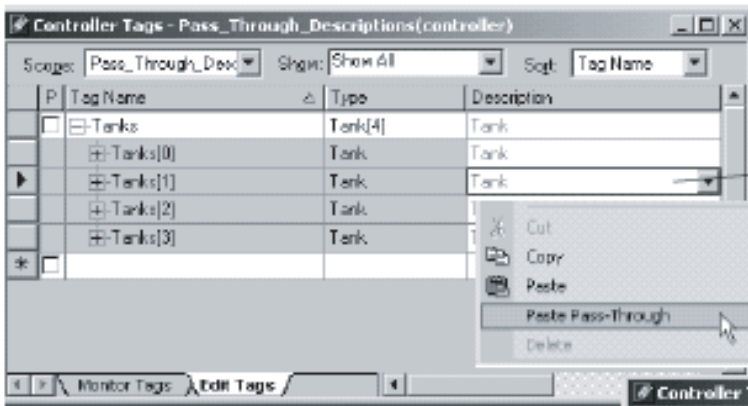 Controller Tags - Pass_Through_Descriptions(controller)
Scope: Pass_Through_Desc Show: Show All Sort: Tag Name
P Tag Name Type Description
Tanks Tank[4] Tank
Tanks[0] Tank Tank
Tanks[1] Tank Tank
Tanks[2] Tank
Tanks[3] Tank
Cut
Copy
Paste
Paste Pass-Through
Delete
Monitor Tags Edit Tags
Controller